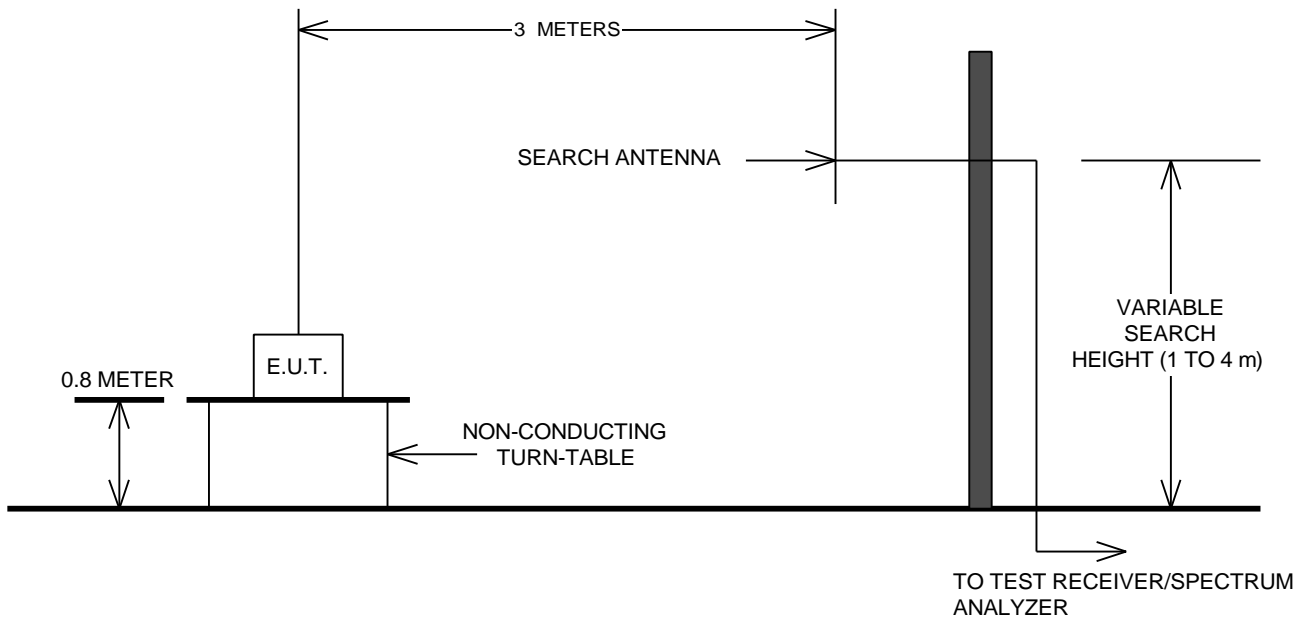 3 METERS
SEARCH ANTENNA
VARIABLE
SEARCH
HEIGHT (1 TO 4 m)
E.U.T.
0.8 METER
NON-CONDUCTING
TURN-TABLE
TO TEST RECEIVER/SPECTRUM
ANALYZER